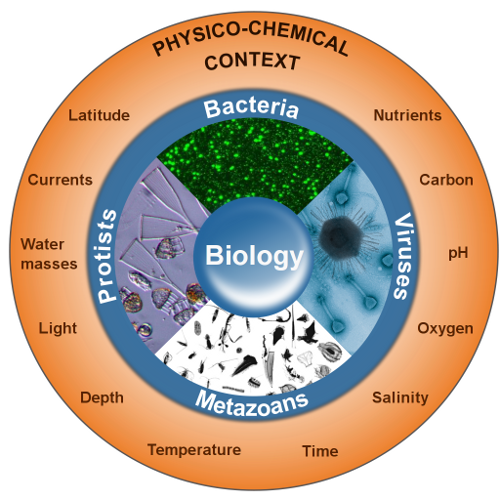 PHYSICO-CHEMICAL
CONTEXT
Latitude
Nutrients
Currents
Carbon
Water
masses
pH
Light
Oxygen
Depth
Salinity
Temperature
Time
Bacteria
Protists
Viruses
Metazoans
Biology